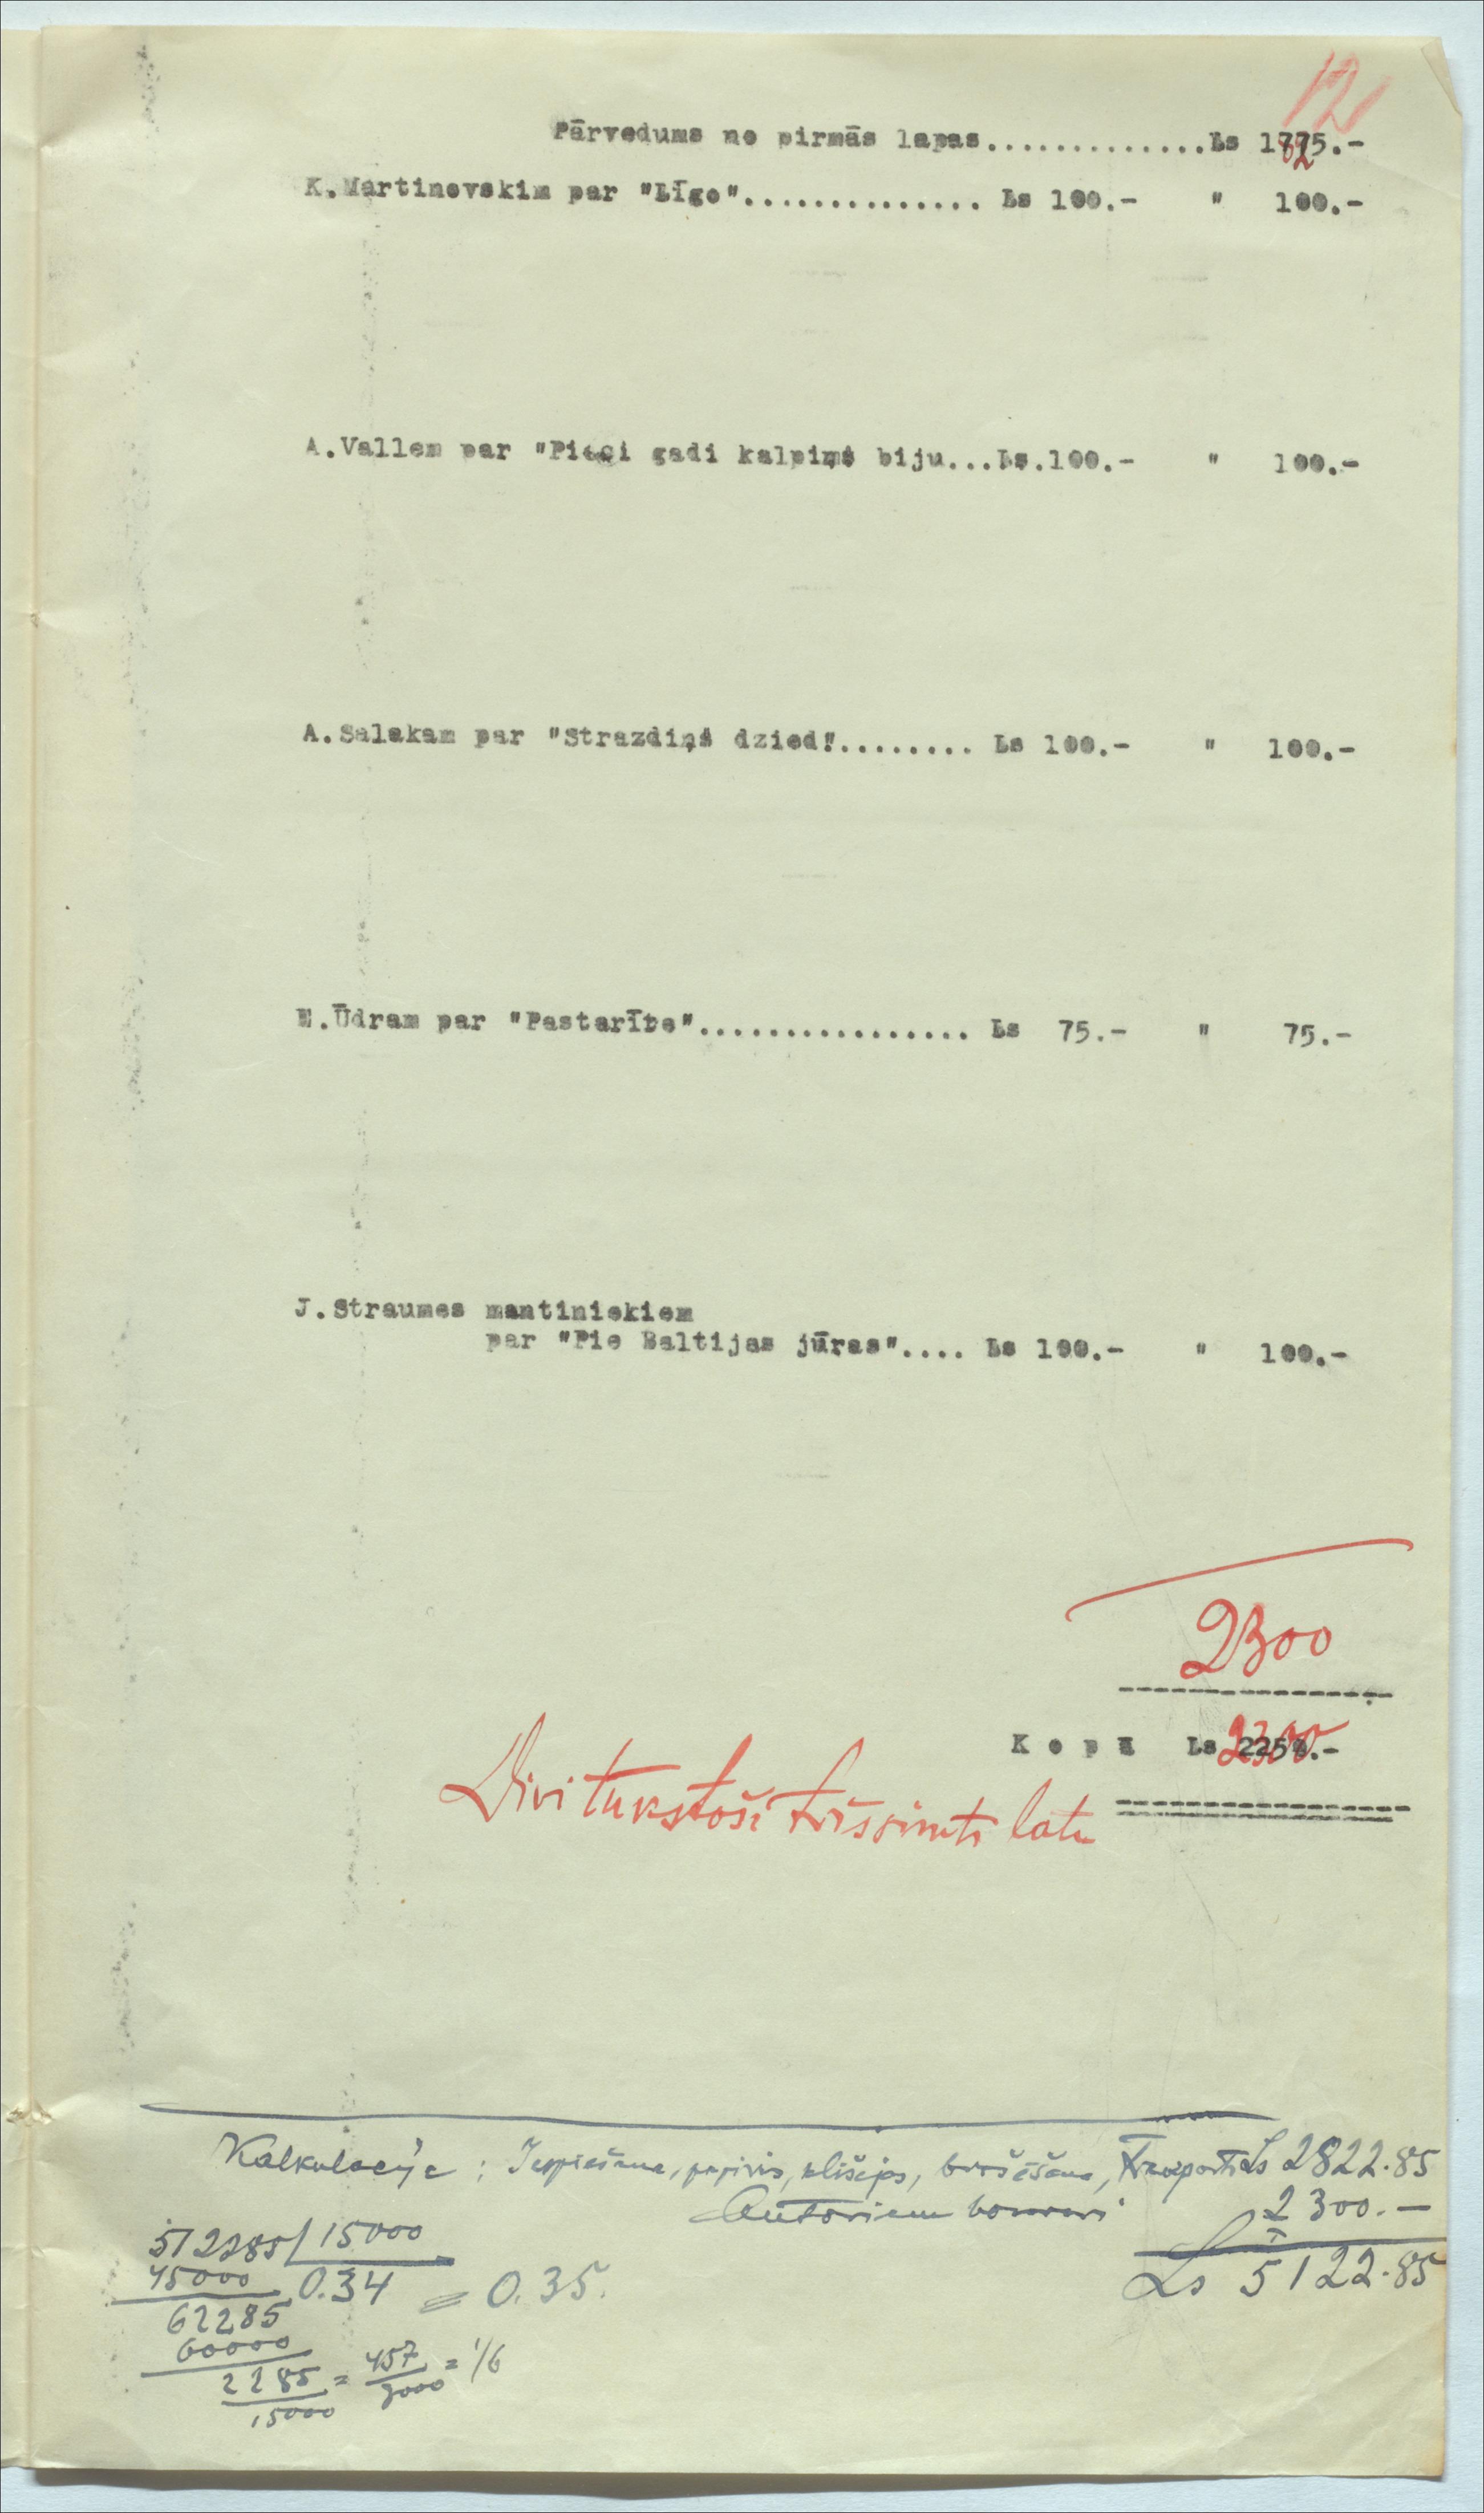 12
Pārvedums no pirmās lapas.............Ls 1775.-
82
K.Martinovskim par "Līgo".............. Ls 100.- " 100.-
A.Vallem par "Pieci gadi kalpiņš biju...Ls.100.- " 100.-
A.Salakam par "Strazdiņš dzied!........ Ls 100.- " 100.-
E.Ūdram par "Pastarīte"................ Ls 75.- " 75.-
J.Straumes mantiniekiem
par "Pie Baltijas jūras".... Ls 100.- " 100.-
2300
K o p ā Ls 2250.-
2300
Divi tūkstoši trīssimti latu
Kalkulacija : Iespiešana, papīrs, klišejas, brošēšana, transports Ls 2822.85
Autoriem honorari 2300.—
Ls 5122.85
512285/15000
45000 0.34 = 0.35.
62285
60000
2285 = 457 = 1/6
15000 3000